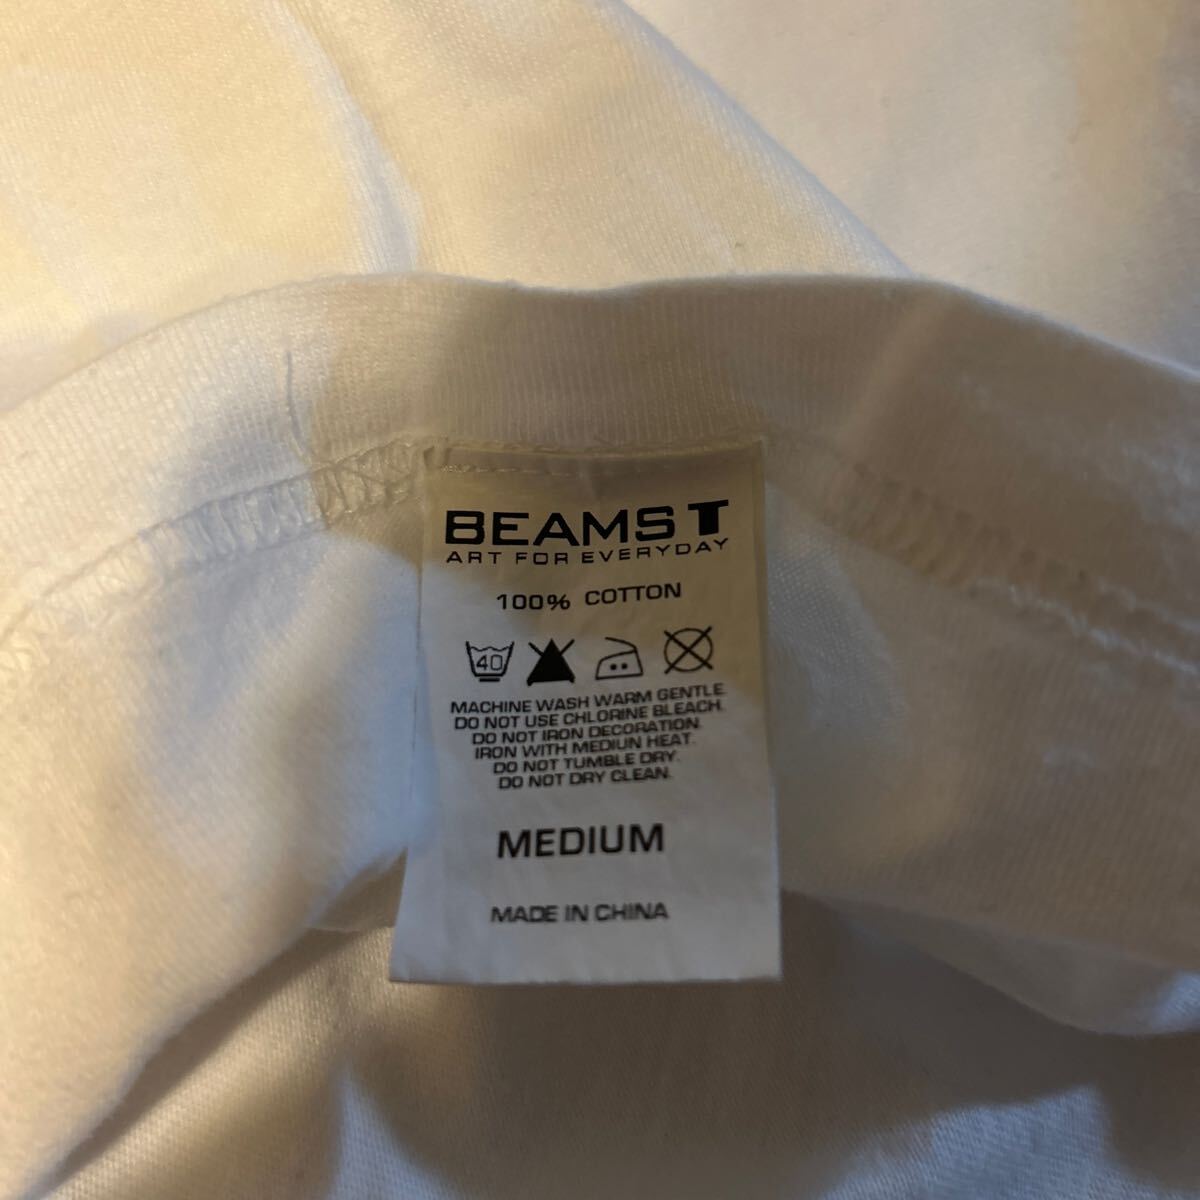 BEAMS T
ART FOR EVERYDAY
100% COTTON
40
MACHINE WASH WARM GENTLE.
DO NOT USE CHLORINE BLEACH.
DO NOT IRON DECORATION.
IRON WITH MEDIUN HEAT.
DO NOT TUMBLE DRY.
DO NOT DRY CLEAN.
MEDIUM
MADE IN CHINA